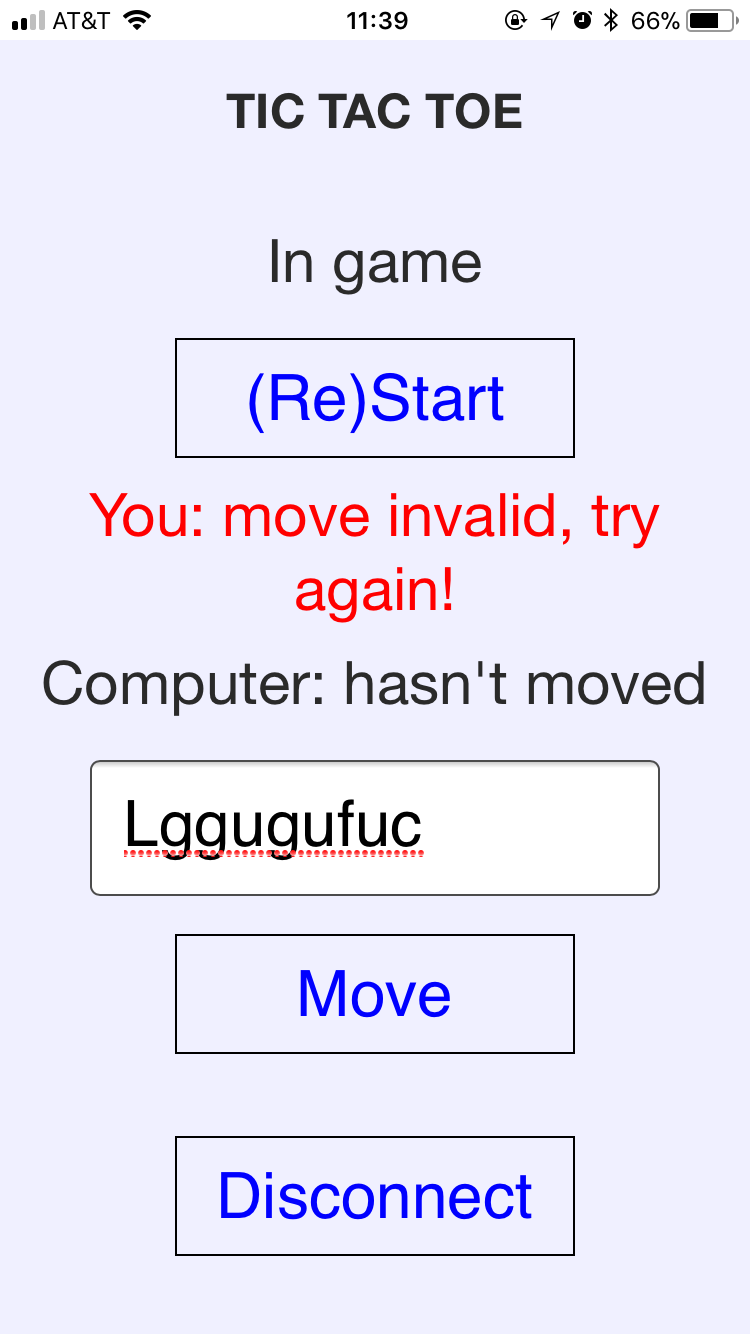 AT&T 11:39 66%
TIC TAC TOE
In game
(Re)Start
You: move invalid, try
again!
Computer: hasn't moved
Lggugufuc
Move
Disconnect